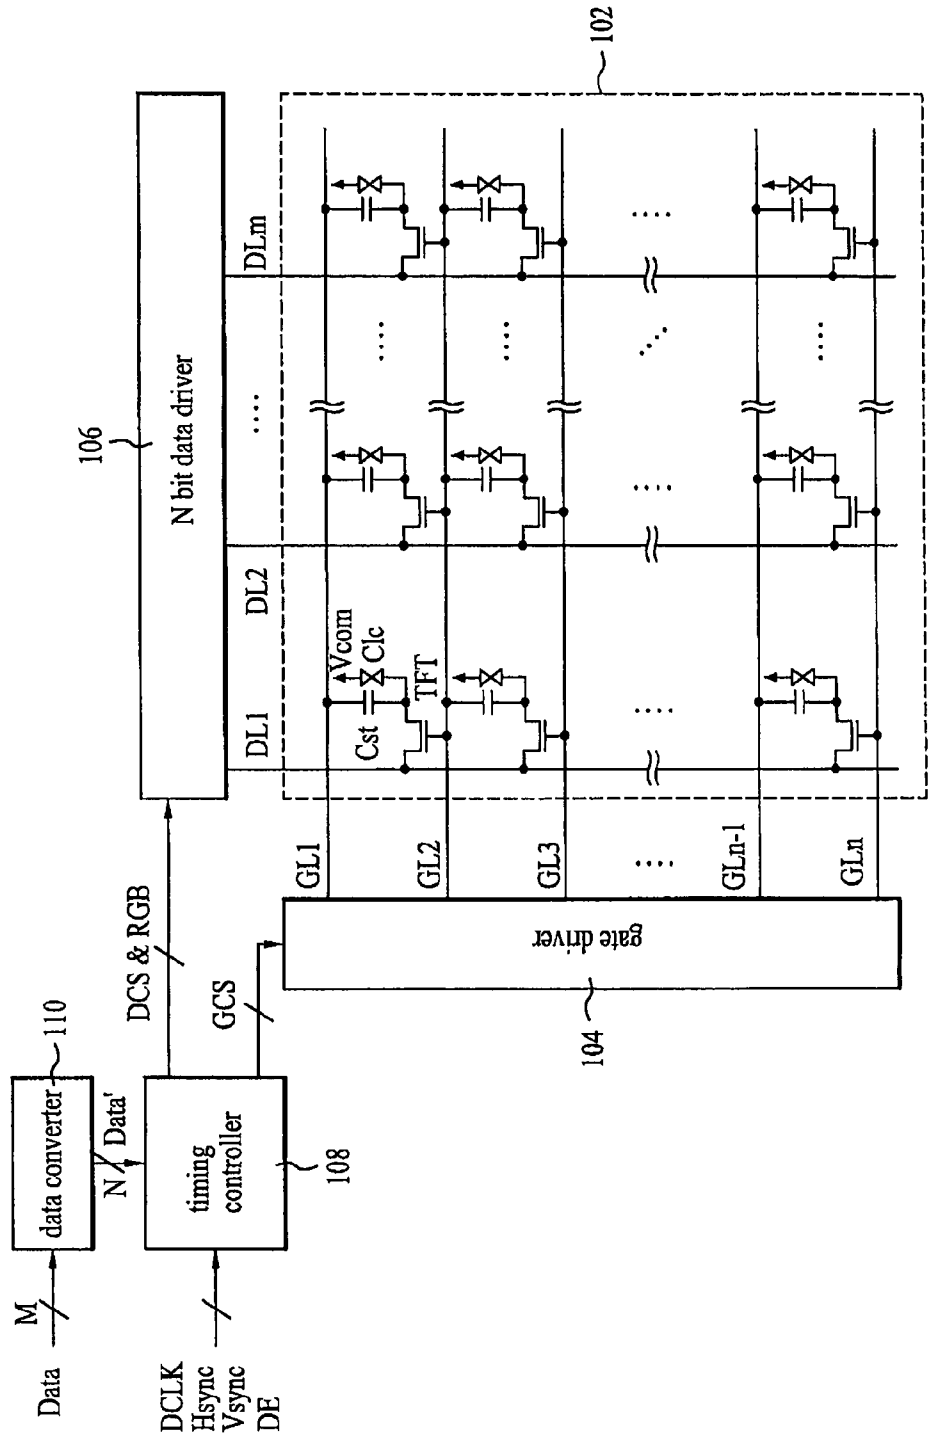 Data
M
data converter
110
N
Data'
DCLK
Hsync
Vsync
DE
timing
controller
108
DCS & RGB
GCS
106
N bit data driver
gate driver
104
DL1
DL2
....
DLm
102
GL1
GL2
GL3
....
GLn-1
GLn
Vcom
Clc
Cst
TFT